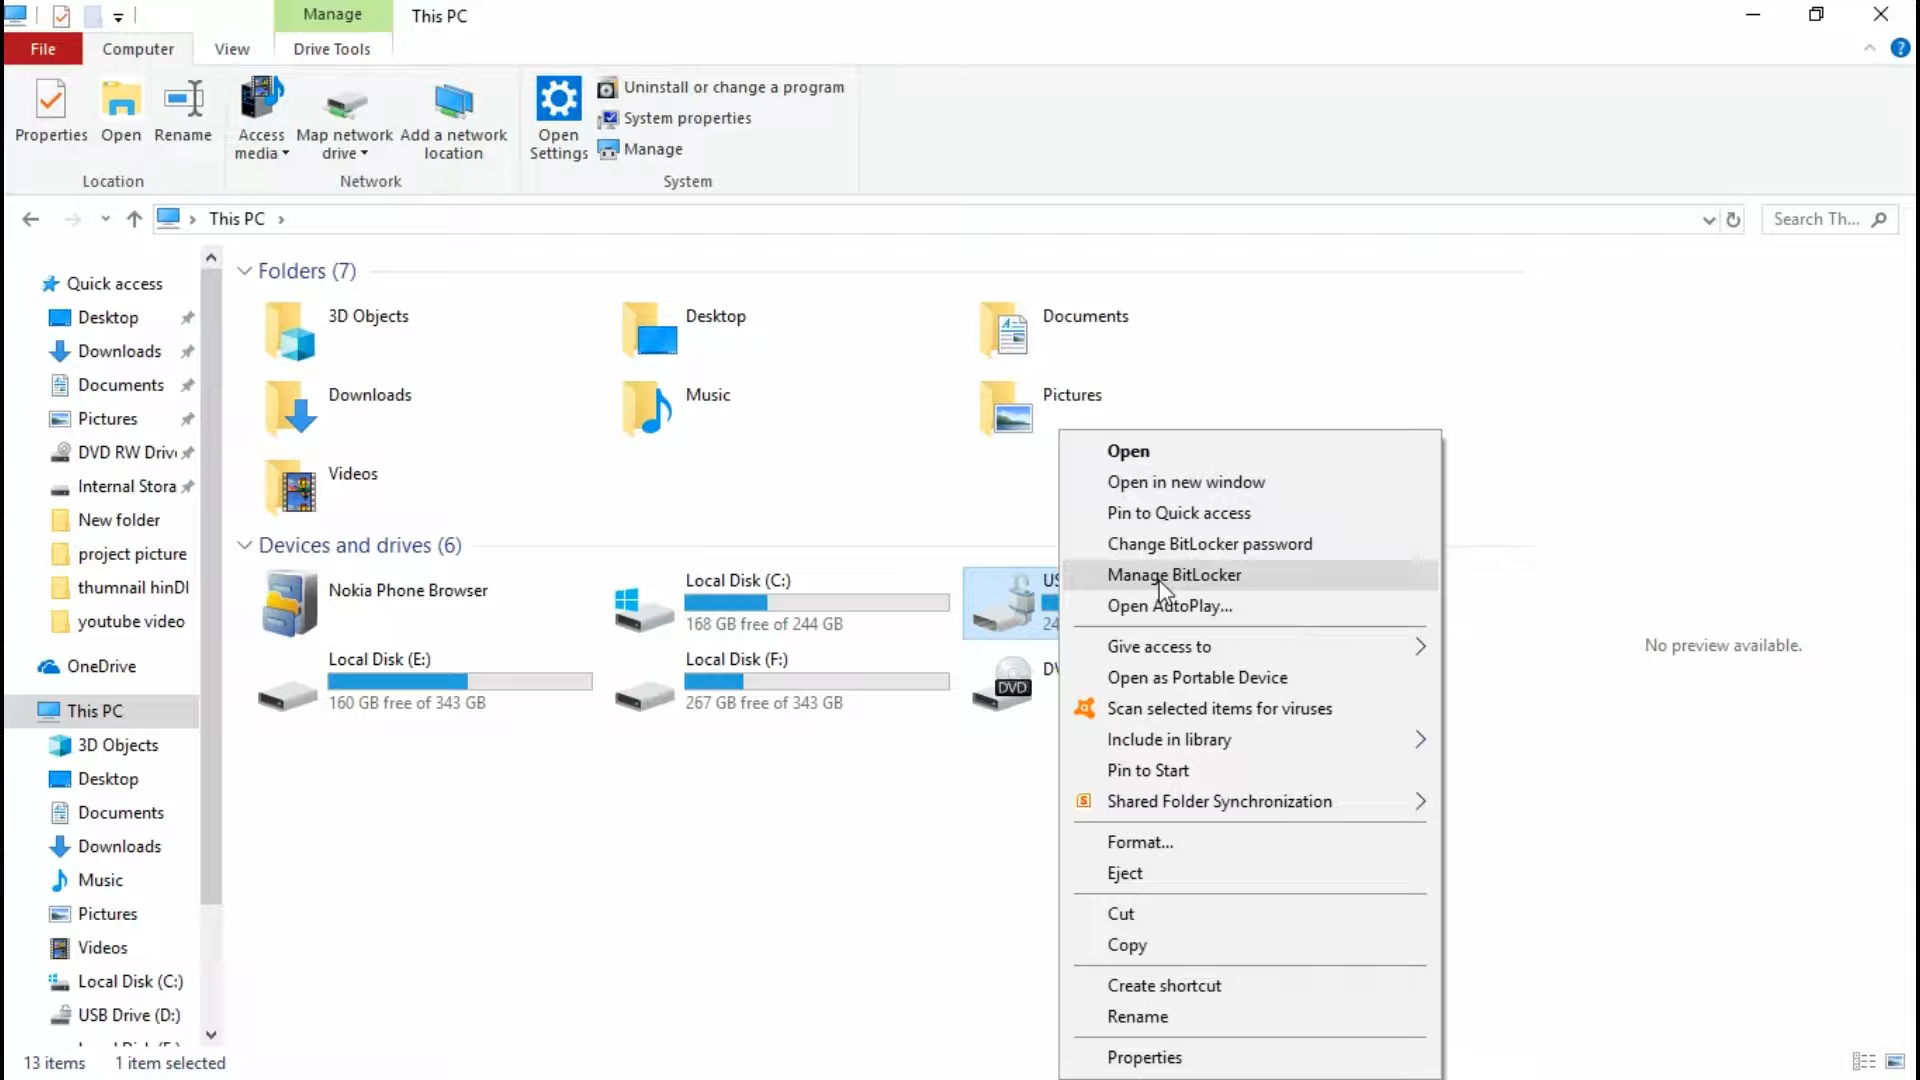 Manage
This PC
File
Computer
View
Drive Tools
Properties
Open
Rename
Access
media
Map network
drive
Add a network
location
Open
Settings
Uninstall or change a program
System properties
Manage
Location
Network
System
This PC
Search Th...
Quick access
Desktop
Downloads
Documents
Pictures
DVD RW Driv
Internal Stora
New folder
project picture
thumnail hinDI
youtube video
OneDrive
This PC
3D Objects
Desktop
Documents
Downloads
Music
Pictures
Videos
Local Disk (C:)
USB Drive (D:)
Folders (7)
3D Objects
Desktop
Documents
Downloads
Music
Pictures
Videos
Devices and drives (6)
Nokia Phone Browser
Local Disk (C:)
168 GB free of 244 GB
US
24
Local Disk (E:)
160 GB free of 343 GB
Local Disk (F:)
267 GB free of 343 GB
DVD
DV
Open
Open in new window
Pin to Quick access
Change BitLocker password
Manage BitLocker
Open AutoPlay...
Give access to
Open as Portable Device
Scan selected items for viruses
Include in library
Pin to Start
Shared Folder Synchronization
Format...
Eject
Cut
Copy
Create shortcut
Rename
Properties
No preview available.
13 items
1 item selected